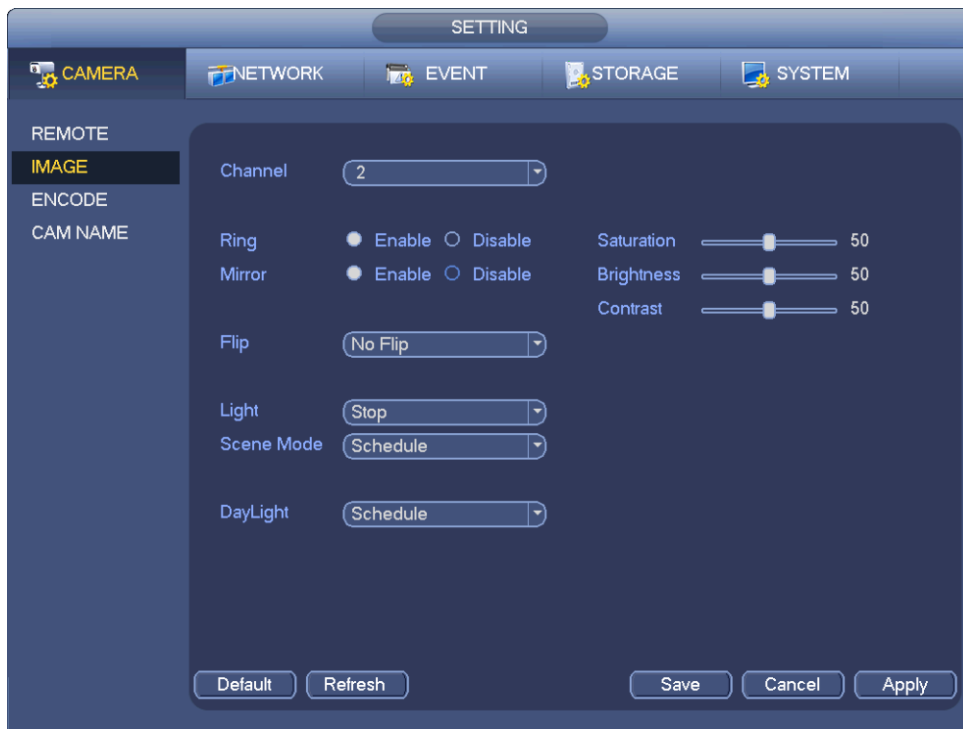 SETTING
CAMERA NETWORK EVENT STORAGE SYSTEM
REMOTE
IMAGE
ENCODE
CAM NAME
Channel 2
Ring Enable Disable Saturation 50
Mirror Enable Disable Brightness 50
Contrast 50
Flip No Flip
Light Stop
Scene Mode Schedule
DayLight Schedule
Default Refresh Save Cancel Apply